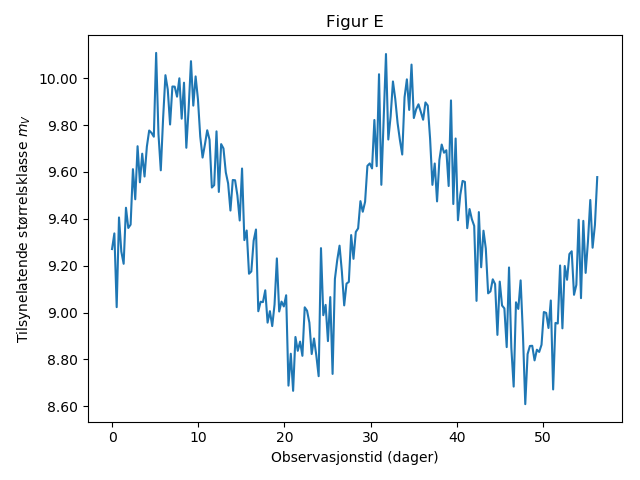 Figur E
Tilsynelatende størrelsesklasse m_V
10.00
9.80
9.60
9.40
9.20
9.00
8.80
8.60
0 10 20 30 40 50
Observasjonstid (dager)